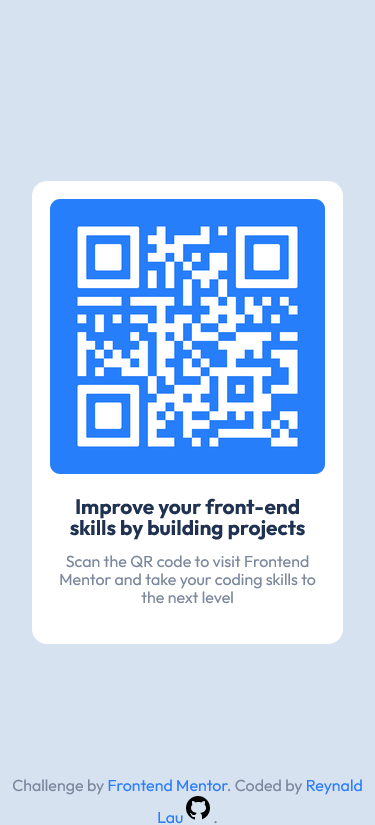 Improve your front-end
skills by building projects
Scan the QR code to visit Frontend
Mentor and take your coding skills to
the next level
Challenge by Frontend Mentor. Coded by Reynald
Lau .